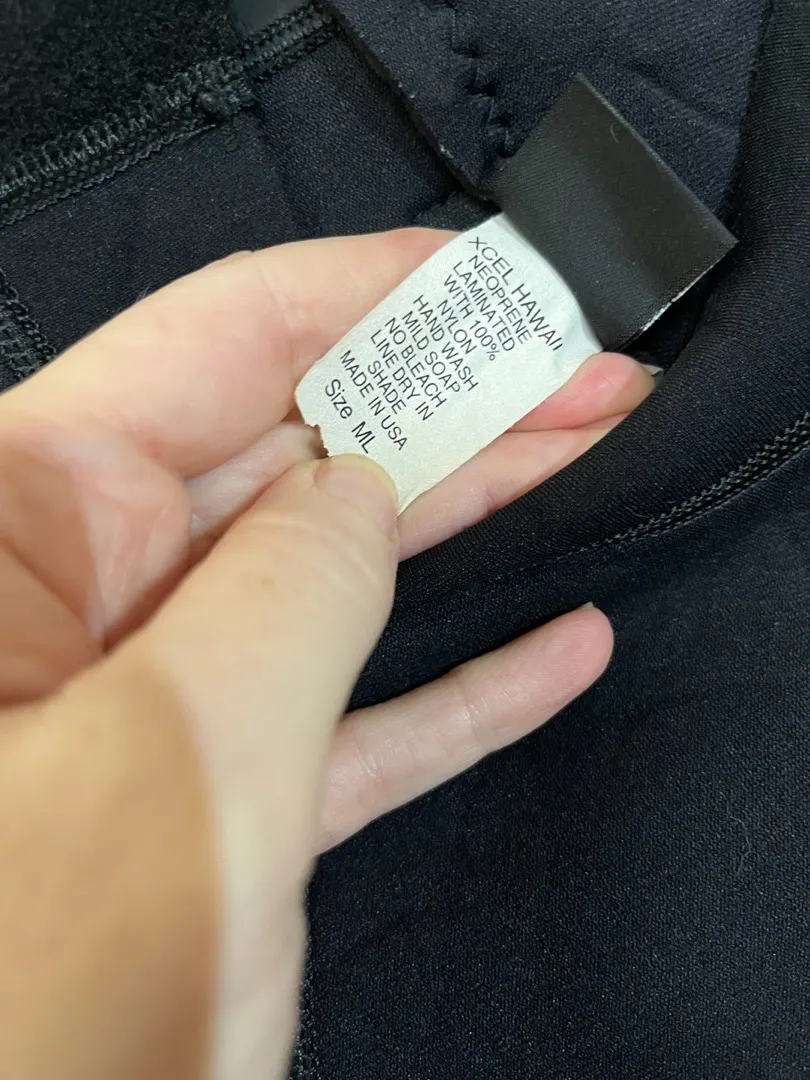 XCEL HAWAII
NEOPRENE
LAMINATED
WITH 100%
NYLON
HAND WASH
MILD SOAP
NO BLEACH
LINE DRY IN
SHADE
MADE IN USA
Size ML